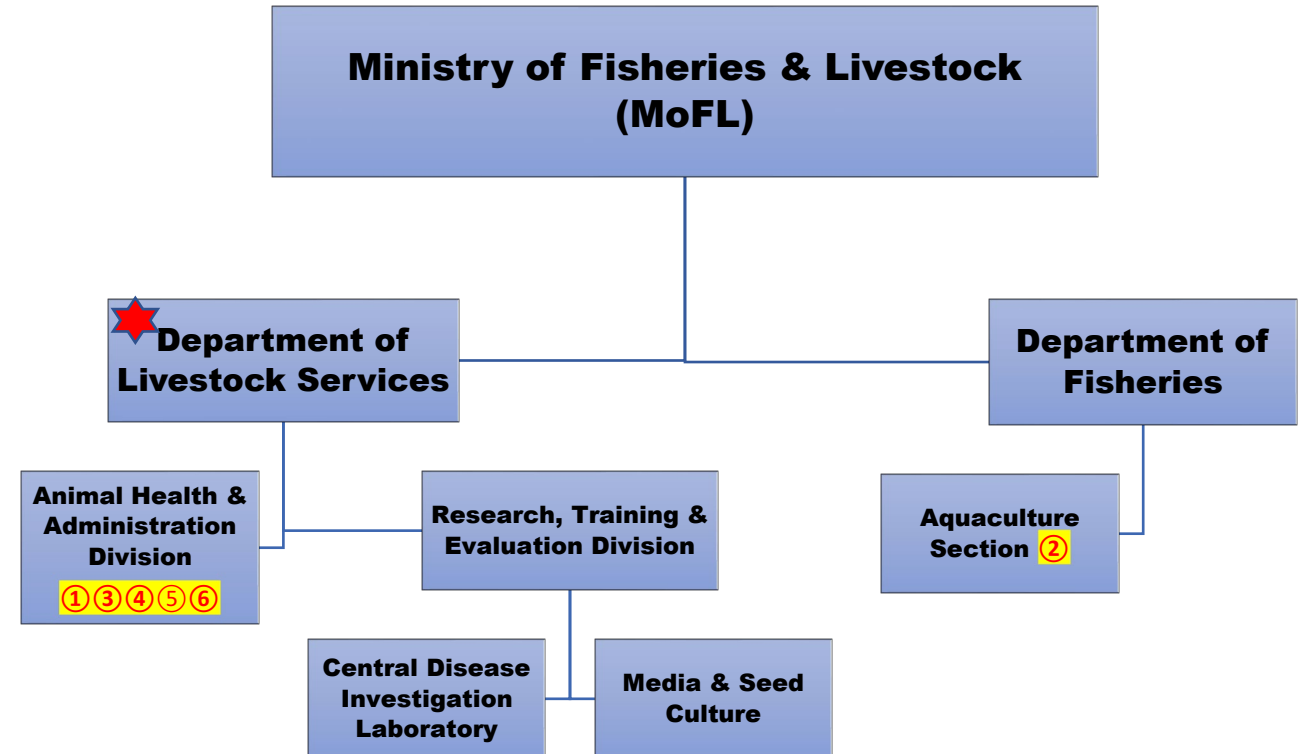 Ministry of Fisheries & Livestock
(MoFL)
Department of
Livestock Services
Department of
Fisheries
Animal Health &
Administration
Division
①③④⑤⑥
Research, Training &
Evaluation Division
Aquaculture
Section ②
Central Disease
Investigation
Laboratory
Media & Seed
Culture